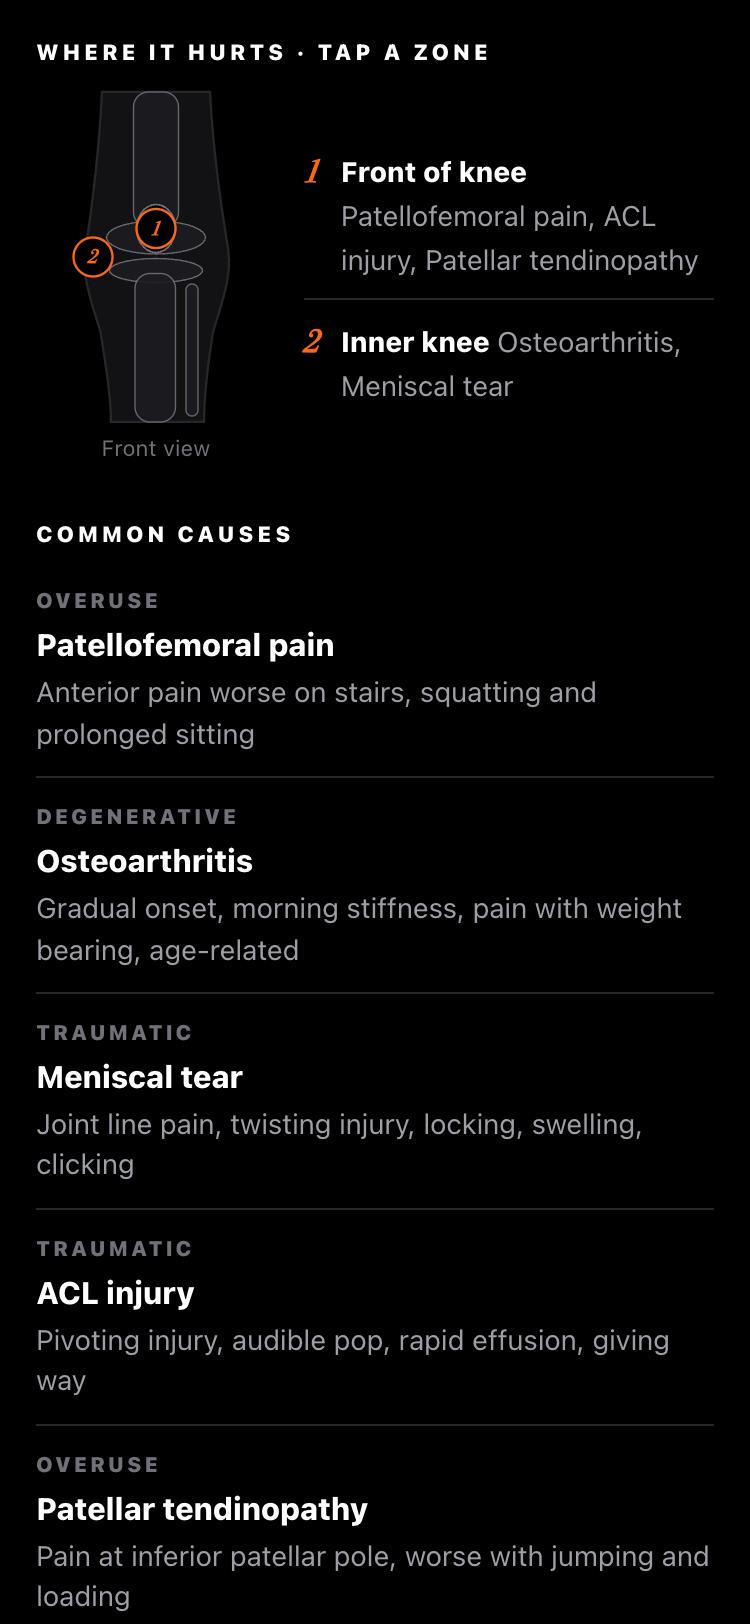 WHERE IT HURTS · TAP A ZONE
1
2
Front view
1 Front of knee
Patellofemoral pain, ACL
injury, Patellar tendinopathy
2 Inner knee Osteoarthritis,
Meniscal tear
COMMON CAUSES
OVERUSE
Patellofemoral pain
Anterior pain worse on stairs, squatting and
prolonged sitting
DEGENERATIVE
Osteoarthritis
Gradual onset, morning stiffness, pain with weight
bearing, age-related
TRAUMATIC
Meniscal tear
Joint line pain, twisting injury, locking, swelling,
clicking
TRAUMATIC
ACL injury
Pivoting injury, audible pop, rapid effusion, giving
way
OVERUSE
Patellar tendinopathy
Pain at inferior patellar pole, worse with jumping and
loading